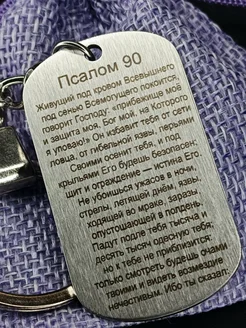 Псалом 90
Живущий под кровом Всевышнего
под сенью Всемогущего покоится,
говорит Господу: «прибежище моё
и защита моя, Бог мой, на Которого
я уповаю!» Он избавит тебя от сети
ловца, от гибельной язвы, перьями
Своими осенит тебя, и под
крыльями Его будешь безопасен;
щит и ограждение — истина Его.
Не убоишься ужасов в ночи,
стрелы, летящей днём, язвы,
ходящей во мраке, заразы,
опустошающей в полдень.
Падут подле тебя тысяча и
десять тысяч одесную тебя;
но к тебе не приблизится:
только смотреть будешь очами
твоими и видеть возмездие
нечестивым. Ибо ты сказал: